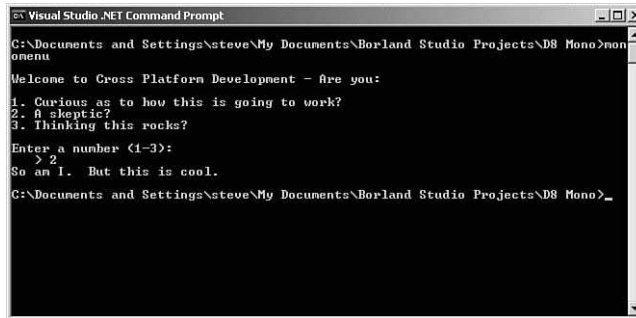 Visual Studio .NET Command Prompt
C:\Documents and Settings\steve\My Documents\Borland Studio Projects\D8 Mono>mon
omenu
Welcome to Cross Platform Development - Are you:
1. Curious as to how this is going to work?
2. A skeptic?
3. Thinking this rocks?
Enter a number (1-3):
> 2
So am I. But this is cool.
C:\Documents and Settings\steve\My Documents\Borland Studio Projects\D8 Mono>_